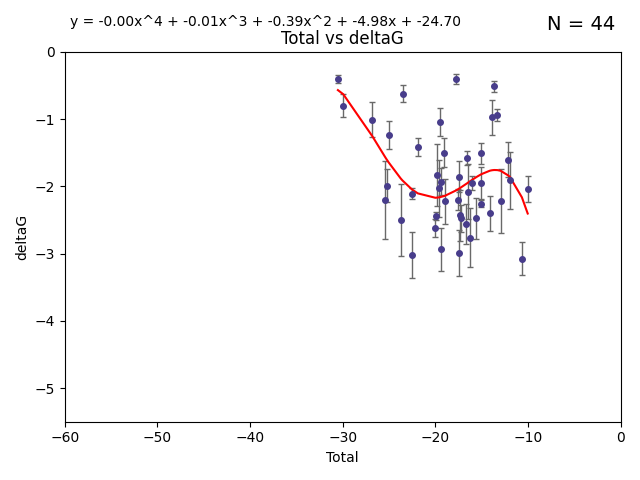 y = -0.00x^4 + -0.01x^3 + -0.39x^2 + -4.98x + -24.70
N = 44
Total vs deltaG
0
−1
−2
−3
−4
−5
deltaG
−60 −50 −40 −30 −20 −10 0
Total